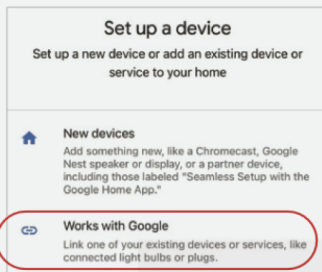 Set up a device
Set up a new device or add an existing device or
service to your home
New devices
Add something new, like a Chromecast, Google
Nest speaker or display, or a partner device,
including those labeled "Seamless Setup with the
Google Home App."
Works with Google
Link one of your existing devices or services, like
connected light bulbs or plugs.